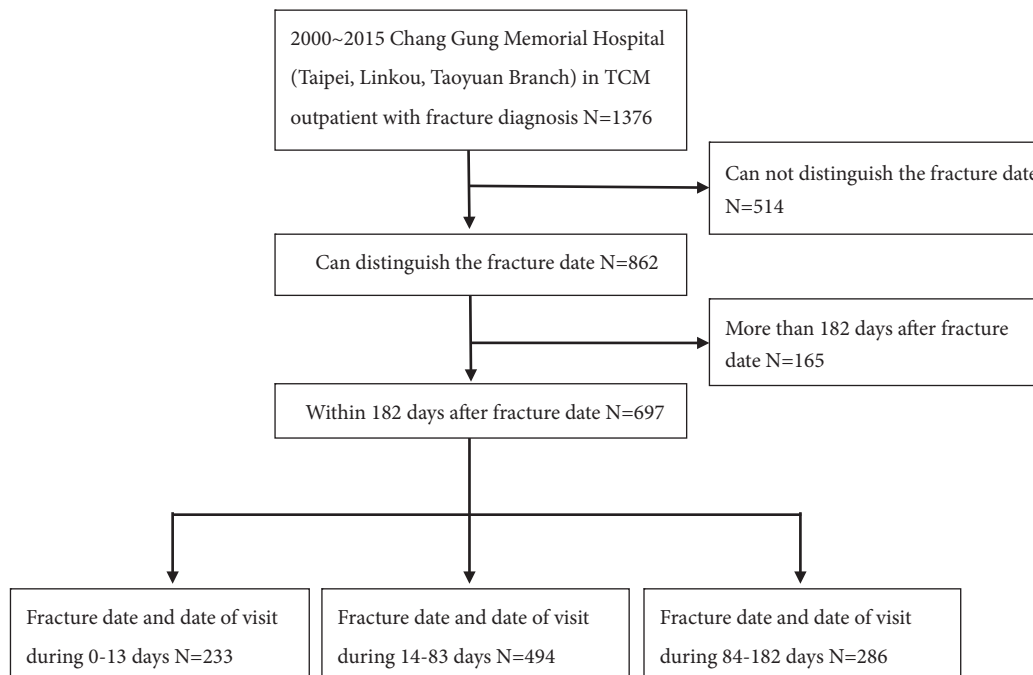 2000~2015 Chang Gung Memorial Hospital
(Taipei, Linkou, Taoyuan Branch) in TCM
outpatient with fracture diagnosis N=1376
Can not distinguish the fracture date
N=514
Can distinguish the fracture date N=862
More than 182 days after fracture
date N=165
Within 182 days after fracture date N=697
Fracture date and date of visit
during 0-13 days N=233
Fracture date and date of visit
during 14-83 days N=494
Fracture date and date of visit
during 84-182 days N=286